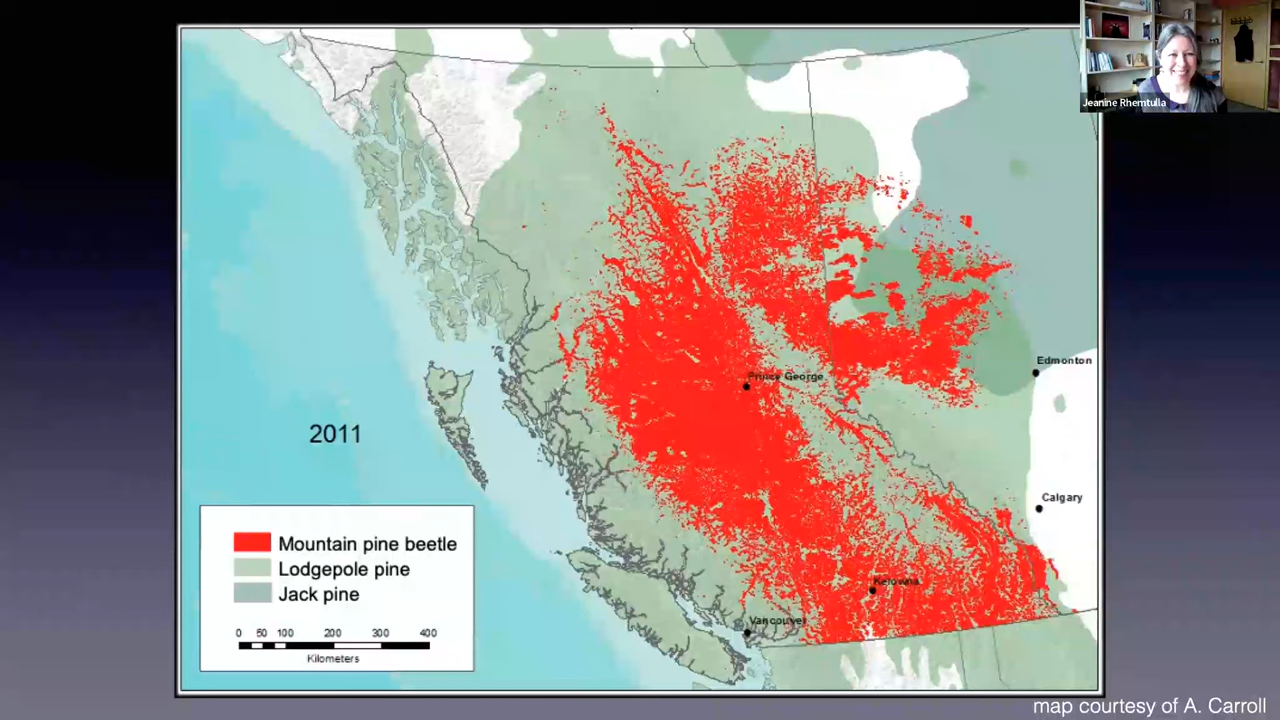 Jeanine Rhemtulla
Edmonton
Prince George
Calgary
2011
Mountain pine beetle
Lodgepole pine
Jack pine
0 50 100 200 300 400
Kilometers
Kelowna
Vancouver
map courtesy of A. Carroll